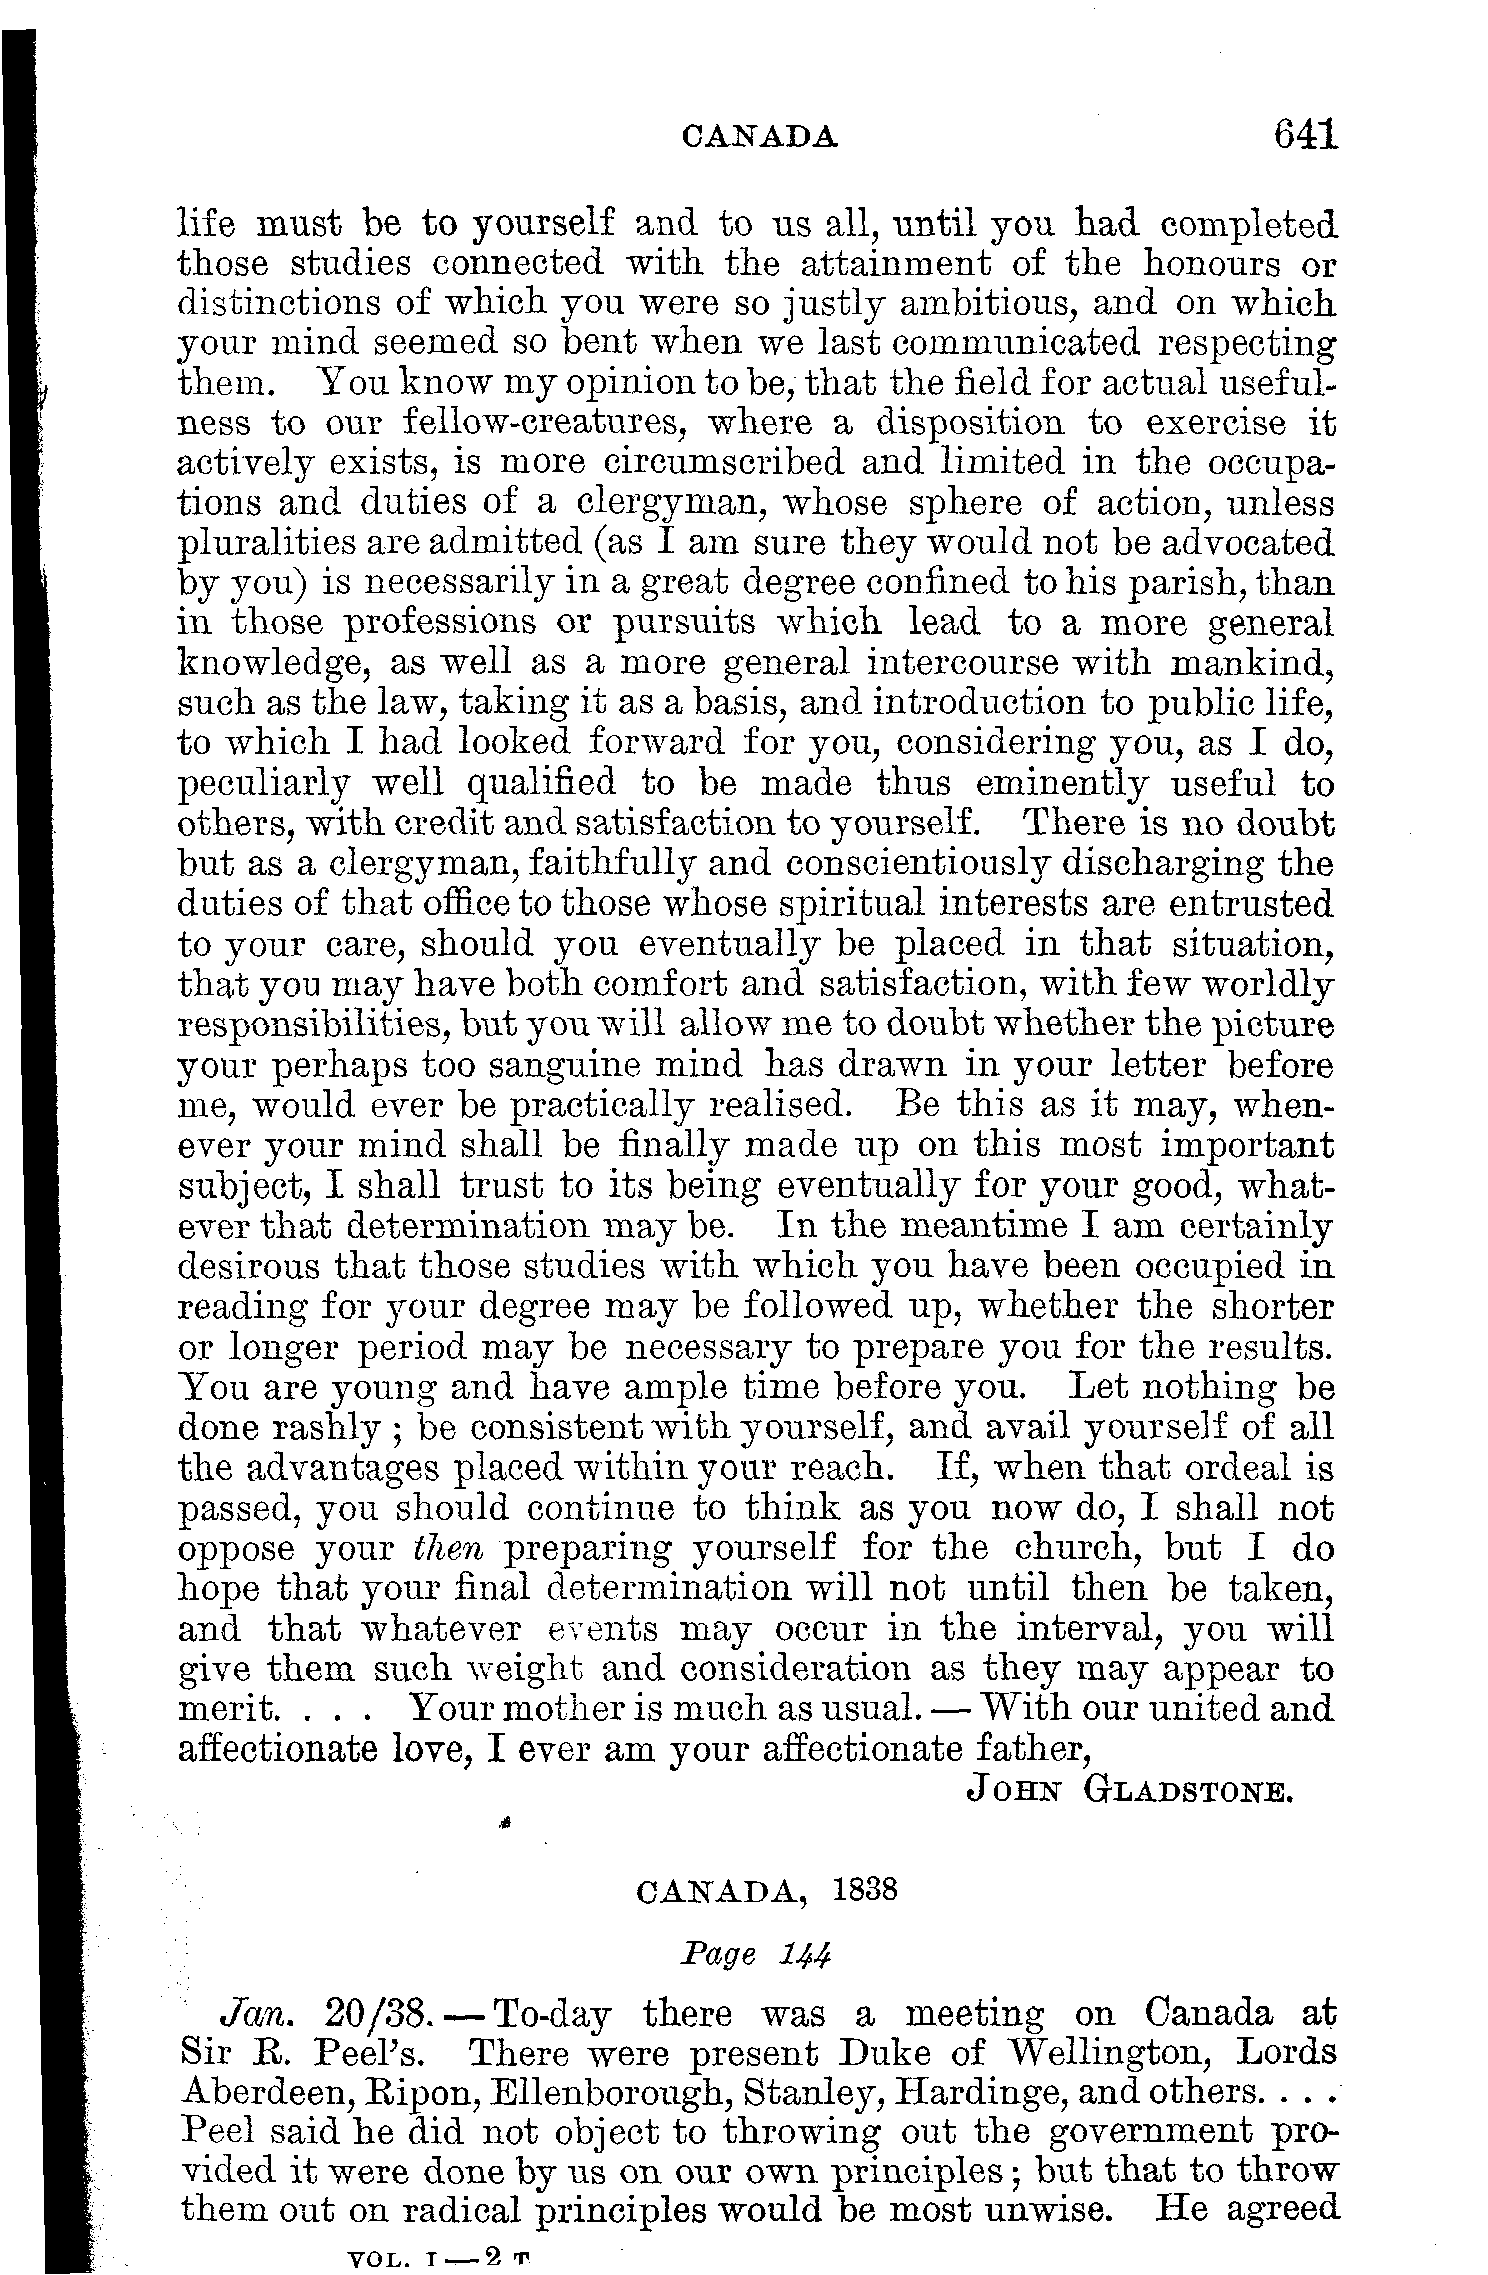 CANADA 641
life must be to yourself and to us all, until you had completed
those studies connected with the attainment of the honours or
distinctions of which you were so justly ambitious, and on which
your mind seemed so bent when we last communicated respecting
them. You know my opinion to be, that the field for actual useful-
ness to our fellow-creatures, where a disposition to exercise it
actively exists, is more circumscribed and limited in the occupa-
tions and duties of a clergyman, whose sphere of action, unless
pluralities are admitted (as I am sure they would not be advocated
by you) is necessarily in a great degree confined to his parish, than
in those professions or pursuits which lead to a more general
knowledge, as well as a more general intercourse with mankind,
such as the law, taking it as a basis, and introduction to public life,
to which I had looked forward for you, considering you, as I do,
peculiarly well qualified to be made thus eminently useful to
others, with credit and satisfaction to yourself. There is no doubt
but as a clergyman, faithfully and conscientiously discharging the
duties of that office to those whose spiritual interests are entrusted
to your care, should you eventually be placed in that situation,
that you may have both comfort and satisfaction, with few worldly
responsibilities, but you will allow me to doubt whether the picture
your perhaps too sanguine mind has drawn in your letter before
me, would ever be practically realised. Be this as it may, when-
ever your mind shall be finally made up on this most important
subject, I shall trust to its being eventually for your good, what-
ever that determination may be. In the meantime I am certainly
desirous that those studies with which you have been occupied in
reading for your degree may be followed up, whether the shorter
or longer period may be necessary to prepare you for the results.
You are young and have ample time before you. Let nothing be
done rashly ; be consistent with yourself, and avail yourself of all
the advantages placed within your reach. If, when that ordeal is
passed, you should continue to think as you now do, I shall not
oppose your then preparing yourself for the church, but I do
hope that your final determination will not until then be taken,
and that whatever events may occur in the interval, you will
give them such weight and consideration as they may appear to
merit. . . . Your mother is much as usual. — With our united and
affectionate love, I ever am your affectionate father,
JOHN GLADSTONE.
CANADA, 1838
Page 144
Jan. 20/38. — To-day there was a meeting on Canada at
Sir R. Peel's. There were present Duke of Wellington, Lords
Aberdeen, Ripon, Ellenborough, Stanley, Hardinge, and others. . . .
Peel said he did not object to throwing out the government pro-
vided it were done by us on our own principles ; but that to throw
them out on radical principles would be most unwise. He agreed
VOL. I — 2 T